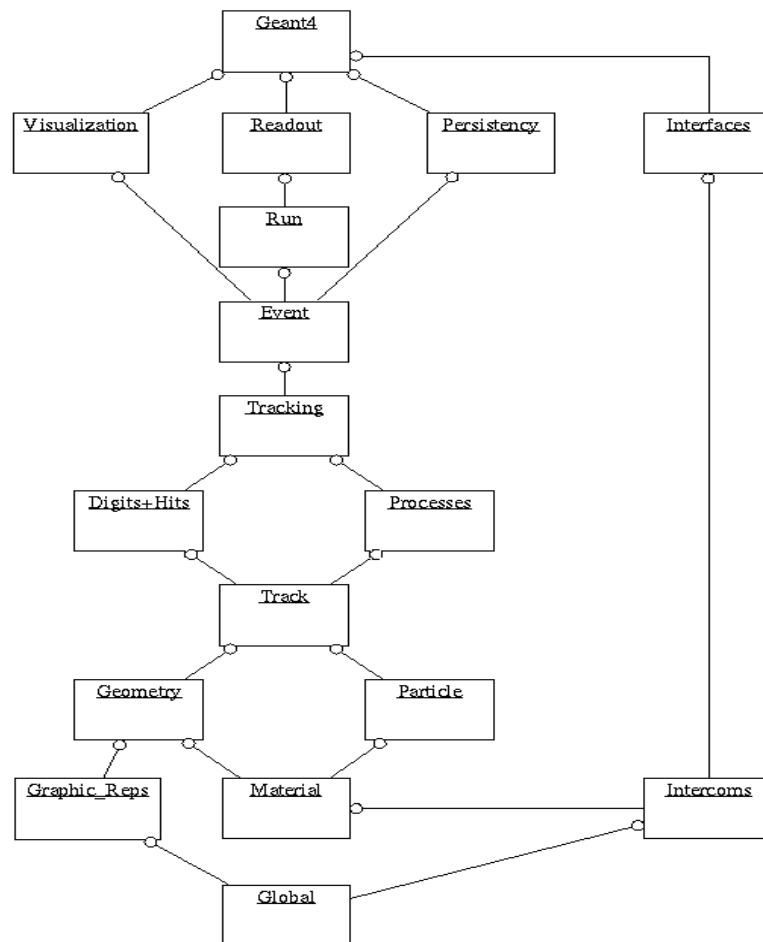 Geant4
Visualization
Readout
Persistency
Interfaces
Run
Event
Tracking
Digits+Hits
Processes
Track
Geometry
Particle
Graphic_Reps
Material
Intercoms
Global